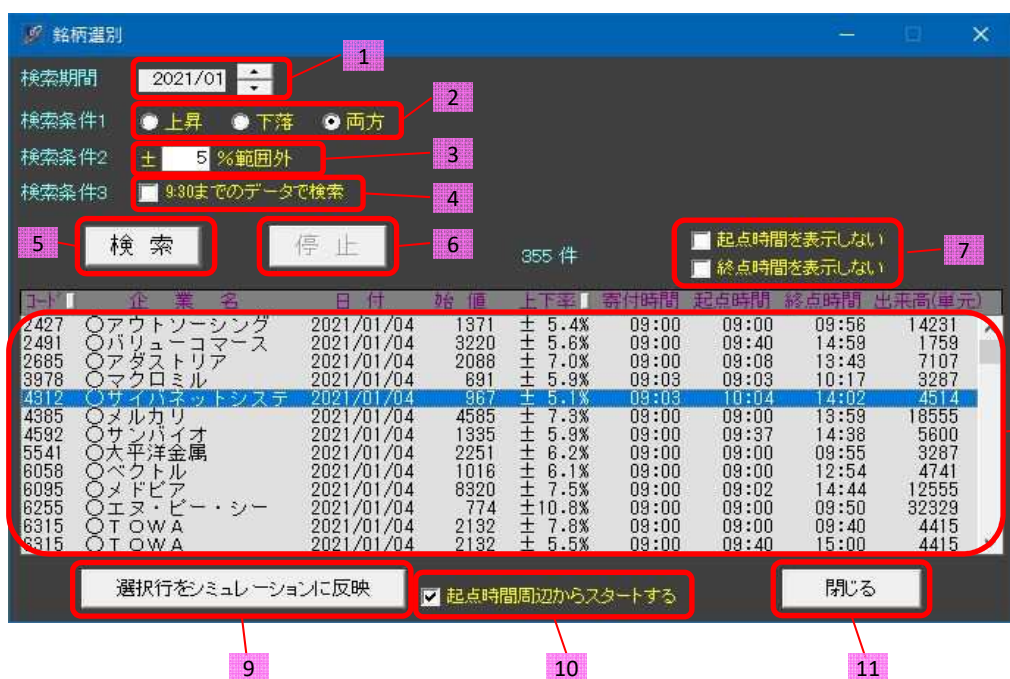 銘柄選別
1
検索期間 2021/01
2
検索条件1 上昇 下落 両方
検索条件2 ± 5 %範囲外 3
検索条件3 9:30までのデータで検索 4
5 検 索 停 止 6 355 件 起点時間を表示しない 7
終点時間を表示しない
コード 企 業 名 日 付 始 値 上下率 寄付時間 起点時間 終点時間 出来高(単元)
2427 ○アウトソーシング 2021/01/04 1371 ± 5.4% 09:00 09:00 09:56 14231
2491 ○バリューコマース 2021/01/04 3220 ± 5.6% 09:00 09:40 14:59 1759
2685 ○アダストリア 2021/01/04 2088 ± 7.0% 09:00 09:08 13:43 7107
3978 ○マクロミル 2021/01/04 691 ± 5.9% 09:03 09:03 10:17 3287
4312 ○サイバネットシステ 2021/01/04 967 ± 5.1% 09:03 10:04 14:02 4514
4385 ○メルカリ 2021/01/04 4585 ± 7.3% 09:00 09:00 13:59 18555
4592 ○サンバイオ 2021/01/04 1335 ± 5.9% 09:00 09:37 14:38 5600
5541 ○大平洋金属 2021/01/04 2251 ± 6.2% 09:00 09:00 09:55 3287
6058 ○ベクトル 2021/01/04 1016 ± 6.1% 09:00 09:00 12:54 4741
6095 ○メドピア 2021/01/04 8320 ± 7.5% 09:00 09:02 14:44 12555
6255 ○エヌ・ピー・シー 2021/01/04 774 ±10.8% 09:00 09:00 09:50 32329
6315 ○TOWA 2021/01/04 2132 ± 7.8% 09:00 09:00 09:40 4415
6315 ○TOWA 2021/01/04 2132 ± 5.5% 09:00 09:40 15:00 4415
選択行をシミュレーションに反映 起点時間周辺からスタートする 閉じる
9 10 11